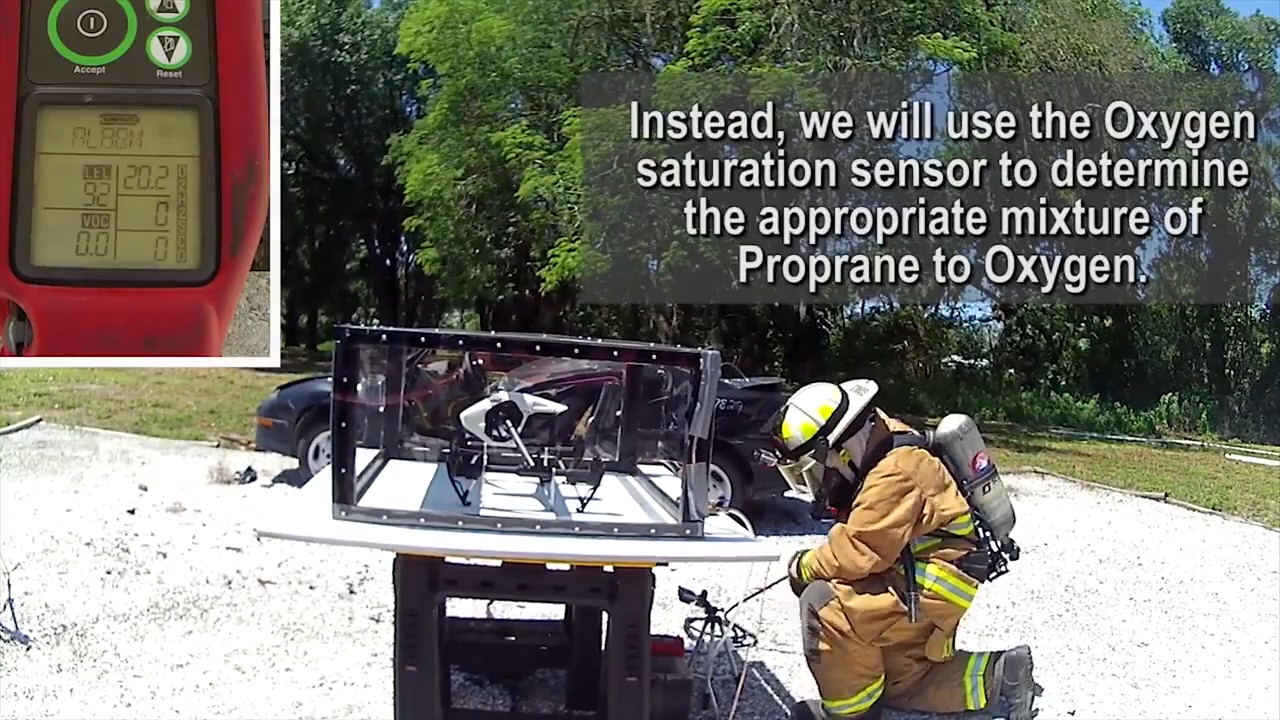 Accept
Reset
LEL
20.2
92
VOC
0
0.0
0
Instead, we will use the Oxygen
saturation sensor to determine
the appropriate mixture of
Proprane to Oxygen.